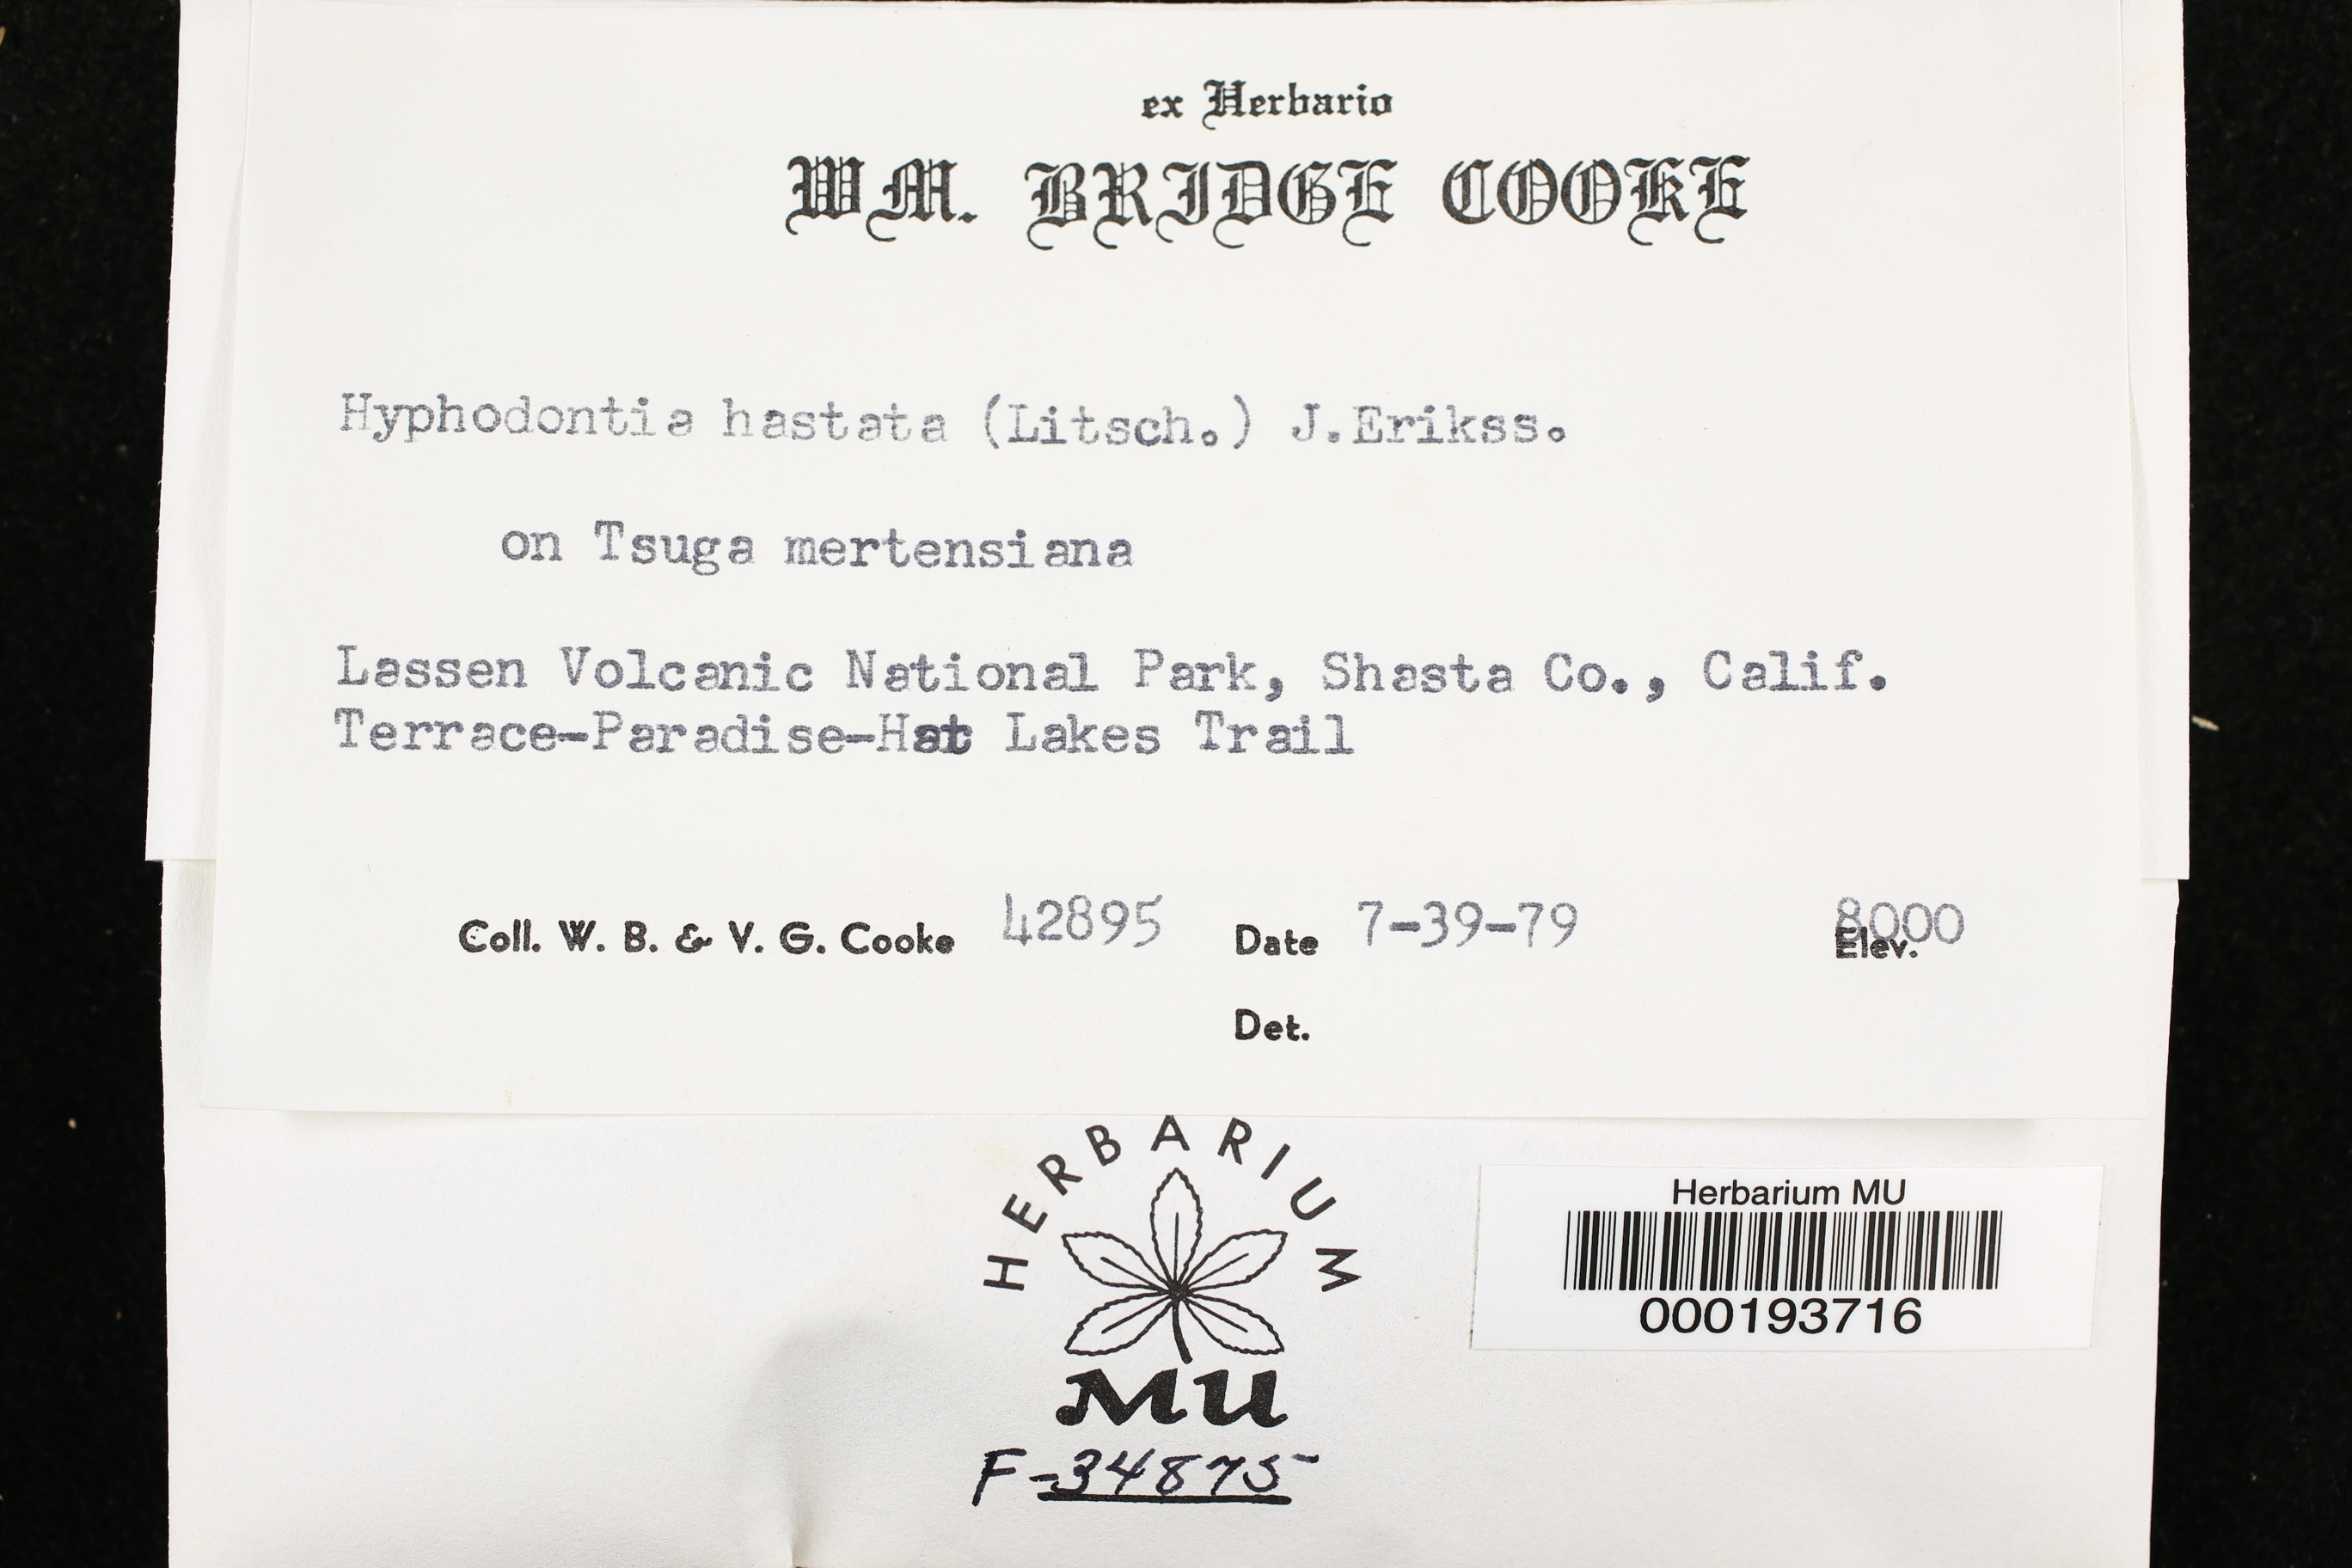 ex Herbario
WM. BRIDGE COOKE
Hyphodontia hastata (Litsch.) J.Erikss.
on Tsuga mertensiana
Lassen Volcanic National Park, Shasta Co., Calif.
Terrace-Paradise-Hat Lakes Trail
Coll. W. B. & V. G. Cooke 42895 Date 7-39-79 Elev. 8000
Det.
HERBARIUM
MU
F-34875
Herbarium MU
000193716